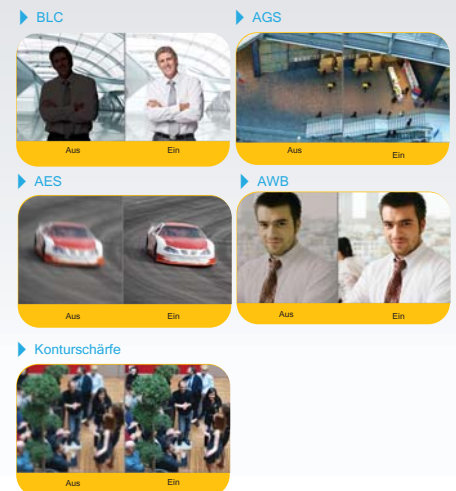 BLC
AGS
Aus Ein
Aus Ein
AES
AWB
Aus Ein
Aus Ein
Konturschärfe
Aus Ein